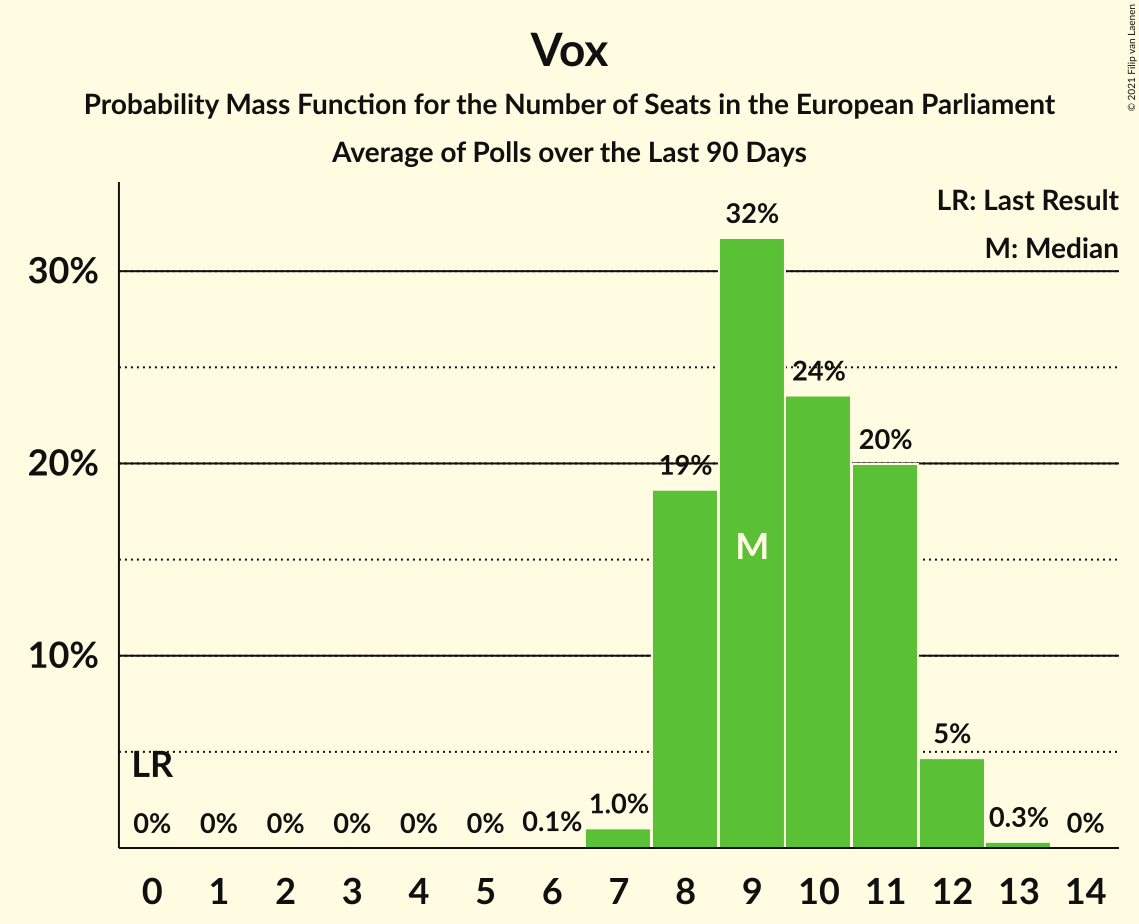 Vox
Probability Mass Function for the Number of Seats in the European Parliament
Average of Polls over the Last 90 Days
© 2021 Filip van Laenen
LR: Last Result
M: Median
30%
20%
10%
LR
M
0%
0%
0%
0%
0%
0%
0.1%
1.0%
19%
32%
24%
20%
5%
0.3%
0%
0 1 2 3 4 5 6 7 8 9 10 11 12 13 14